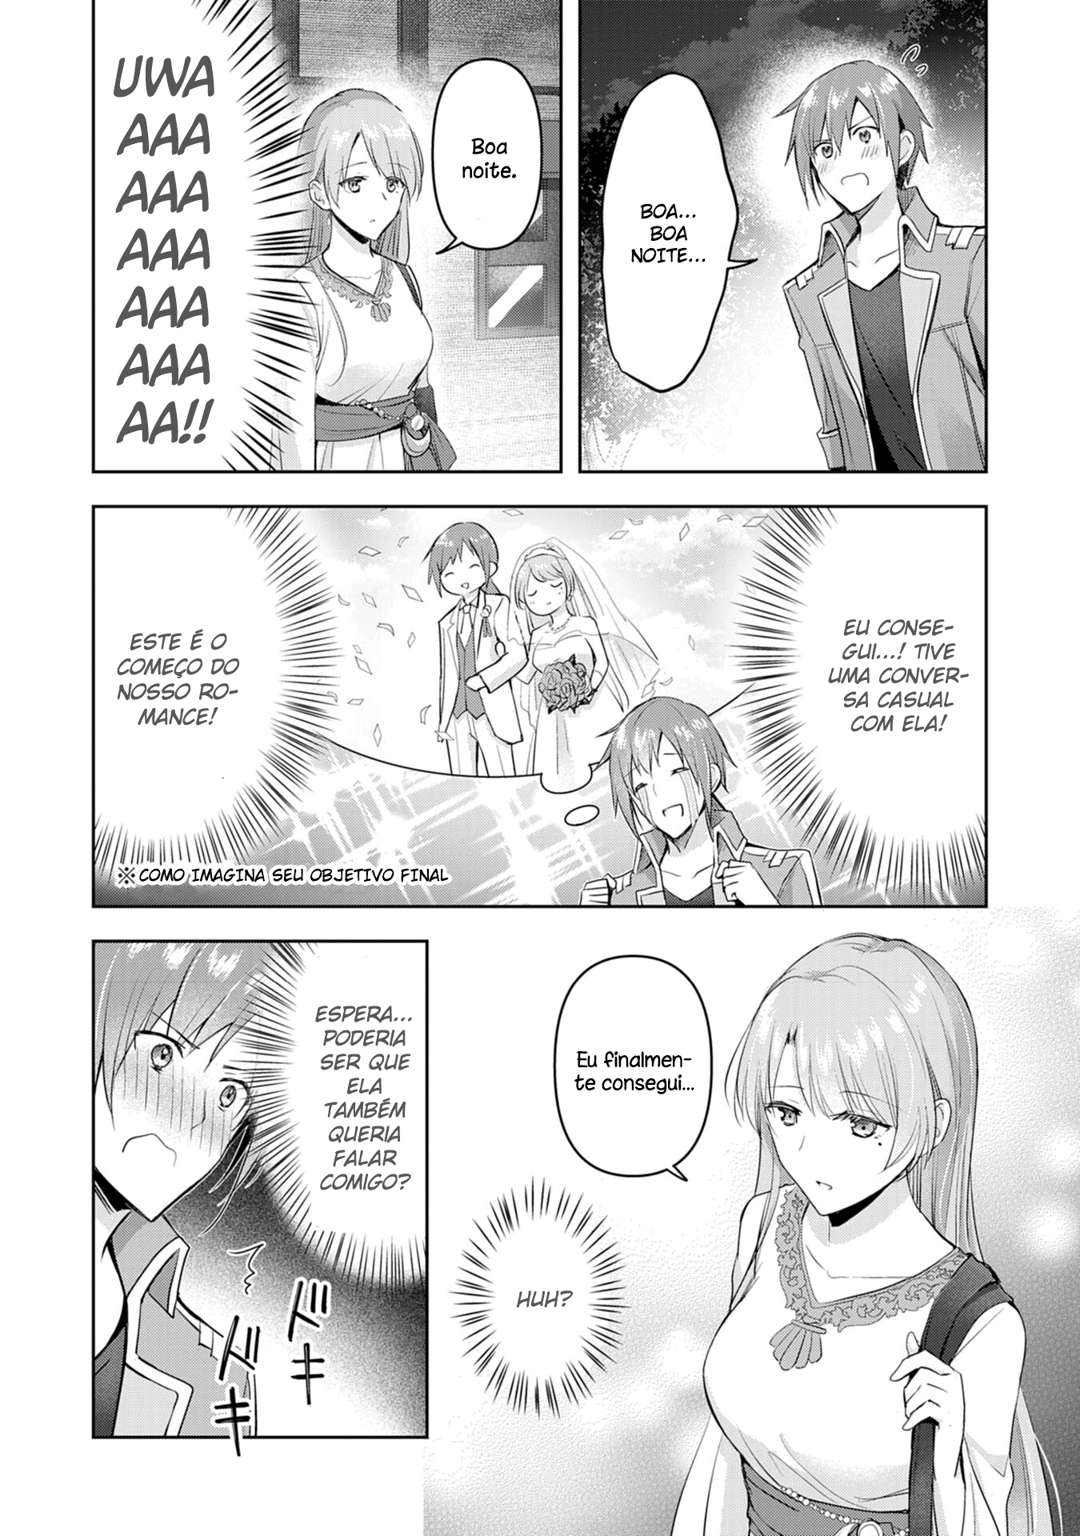 BOA...
BOA
NOITE...
Boa
noite.
UWA
AAA
AAA
AAA
AAA
AAA
AA!!
EU CONSE-
GUI...! TIVE
UMA CONVER-
SA CASUAL
COM ELA!
ESTE É O
COMEÇO DO
NOSSO RO-
MANCE!
※COMO IMAGINA SEU OBJETIVO FINAL
Eu finalmen-
te consegui...
HUH?
ESPERA...
PODERIA
SER QUE
ELA
TAMBÉM
QUERIA
FALAR
COMIGO?
ドキ
ドキ